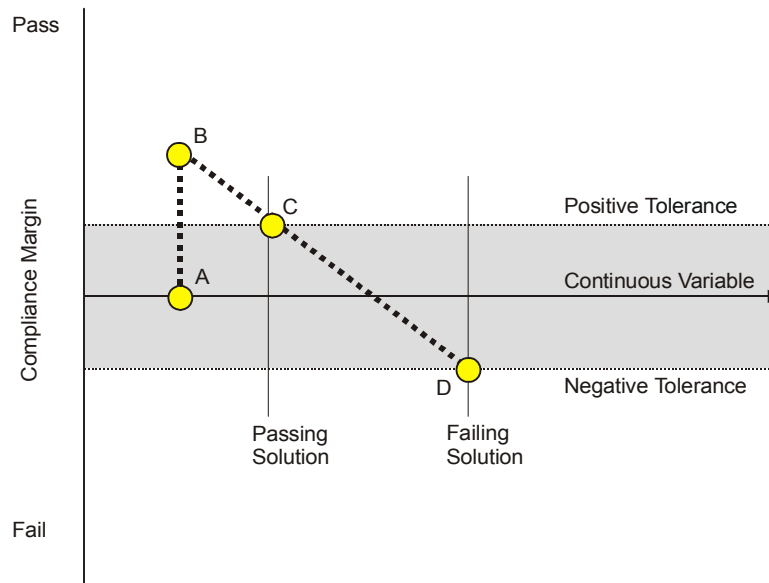 Pass
B
C
Positive Tolerance
Compliance Margin
A
Continuous Variable
D
Negative Tolerance
Passing
Solution
Failing
Solution
Fail